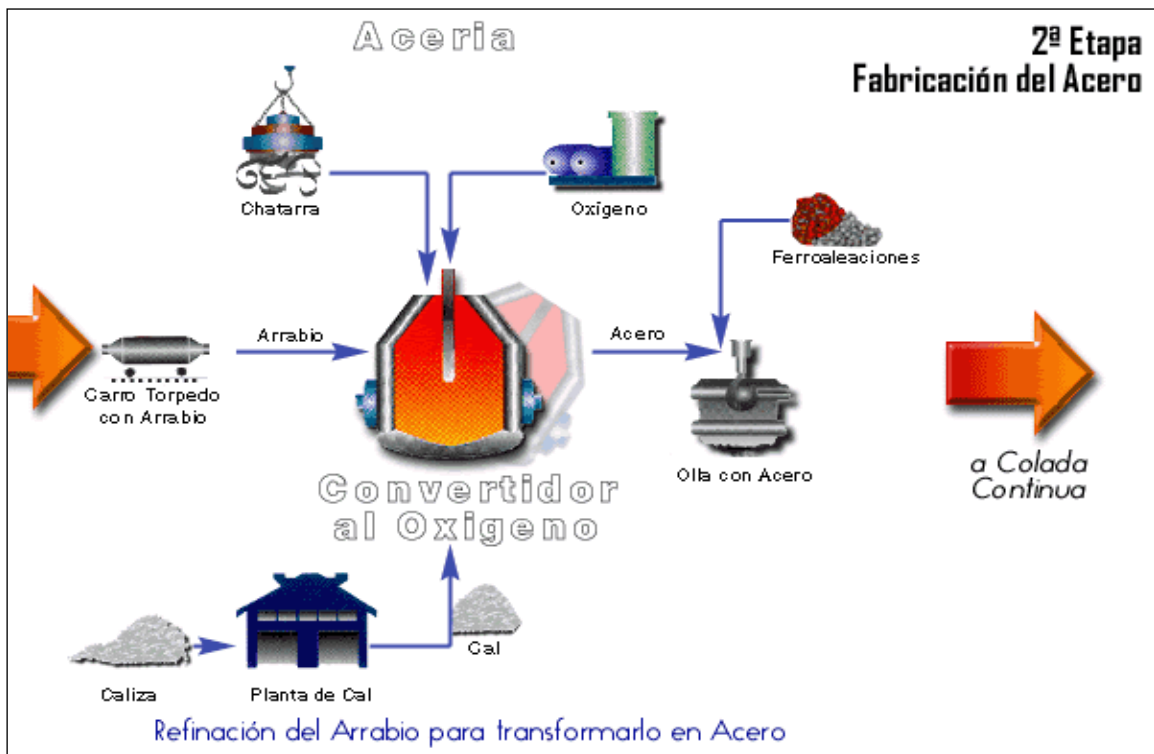 Aceria
2ª Etapa
Fabricación del Acero
Chatarra
Oxígeno
Ferroaleaciones
Arrabio
Acero
Carro Torpedo
con Arrabio
Olla con Acero
a Colada
Continua
Convertidor
al Oxigeno
Cal
Caliza
Planta de Cal
Refinación del Arrabio para transformarlo en Acero